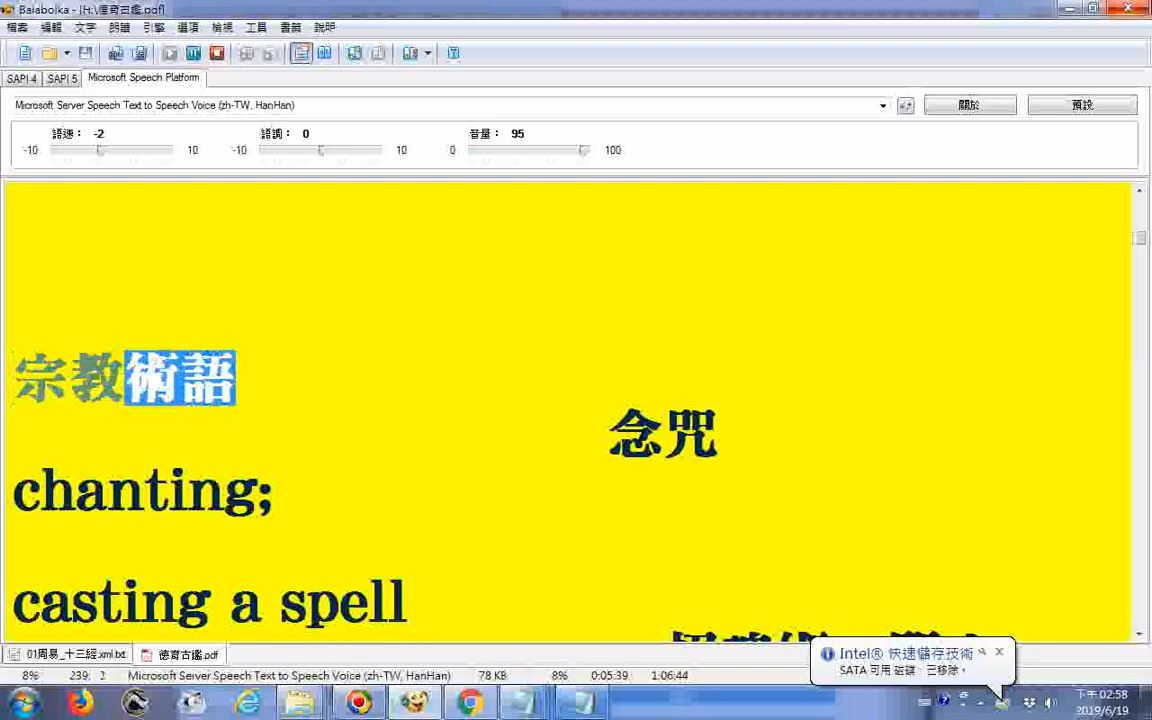 Balabolka - [H:\德育古鑑.pdf]
檔案 編輯 文字 朗讀 引擎 選項 檢視 工具 書籤 說明
SAPI 4 SAPI 5 Microsoft Speech Platform
Microsoft Server Speech Text to Speech Voice (zh-TW, HanHan) 關於 預設
語速： -2 語調： 0 音量： 95
-10 10 -10 10 0 100
宗教術語
念咒
chanting;
casting a spell
01周易_十三經.xml.txt 德育古鑑.pdf
Intel® 快速儲存技術
SATA 可用 磁碟: 已移除。
8% 239: 2 Microsoft Server Speech Text to Speech Voice (zh-TW, HanHan) 78 KB 8% 0:05:39 1:06:44
下午 02:58
2019/6/19